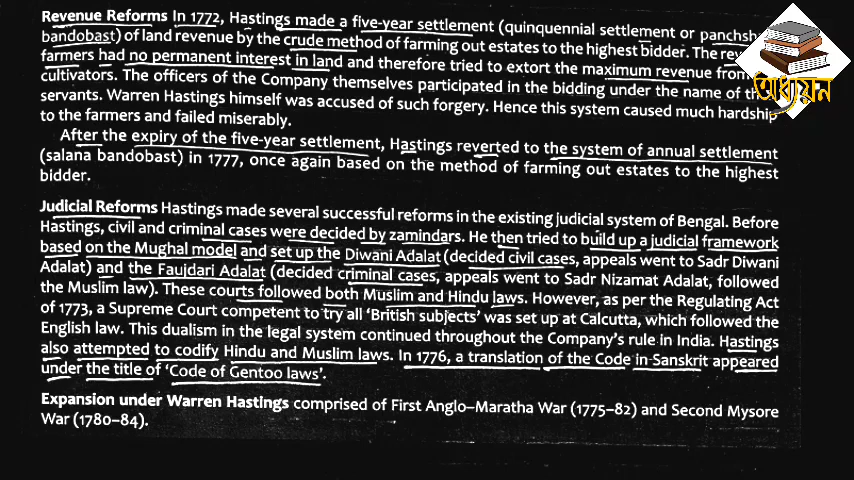 Revenue Reforms In 1772, Hastings made a five-year settlement (quinquennial settlement or
bandobast) of land revenue by the crude method of farming out estates to the highest bidder. The
farmers had no permanent interest in land and therefore tried to extort the maximum revenue from
cultivators. The officers of the Company themselves participated in the bidding under the name of
servants. Warren Hastings himself was accused of such forgery. Hence this system caused much hardship
to the farmers and failed miserably.
After the expiry of the five-year settlement, Hastings reverted to the system of annual settlement
(salana bandobast) in 1777, once again based on the method of farming out estates to the highest
bidder.
Judicial Reforms Hastings made several successful reforms in the existing judicial system of Bengal. Before
Hastings, civil and criminal cases were decided by zamindars. He then tried to build up a judicial framework
based on the Mughal model and set up the Diwani Adalat (decided civil cases, appeals went to Sadr Diwani
Adalat) and the Faujdari Adalat (decided criminal cases, appeals went to Sadr Nizamat Adalat, followed
the Muslim law). These courts followed both Muslim and Hindu laws. However, as per the Regulating Act
of 1773, a Supreme Court competent to try all ‘British subjects’ was set up at Calcutta, which followed the
English law. This dualism in the legal system continued throughout the Company's rule in India. Hastings
also attempted to codify Hindu and Muslim laws. In 1776, a translation of the Code in Sanskrit appeared
under the title of ‘Code of Gentoo laws’.
Expansion under Warren Hastings comprised of First Anglo–Maratha War (1775–82) and Second Mysore
War (1780–84).
অধ্যয়ন